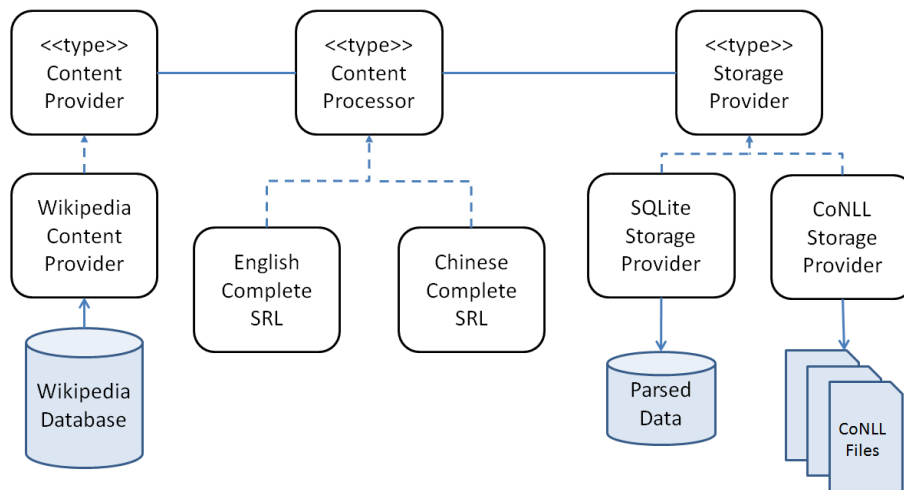 <<type>>
Content
Provider
<<type>>
Content
Processor
<<type>>
Storage
Provider
Wikipedia
Content
Provider
English
Complete
SRL
Chinese
Complete
SRL
SQLite
Storage
Provider
CoNLL
Storage
Provider
Wikipedia
Database
Parsed
Data
CoNLL
Files